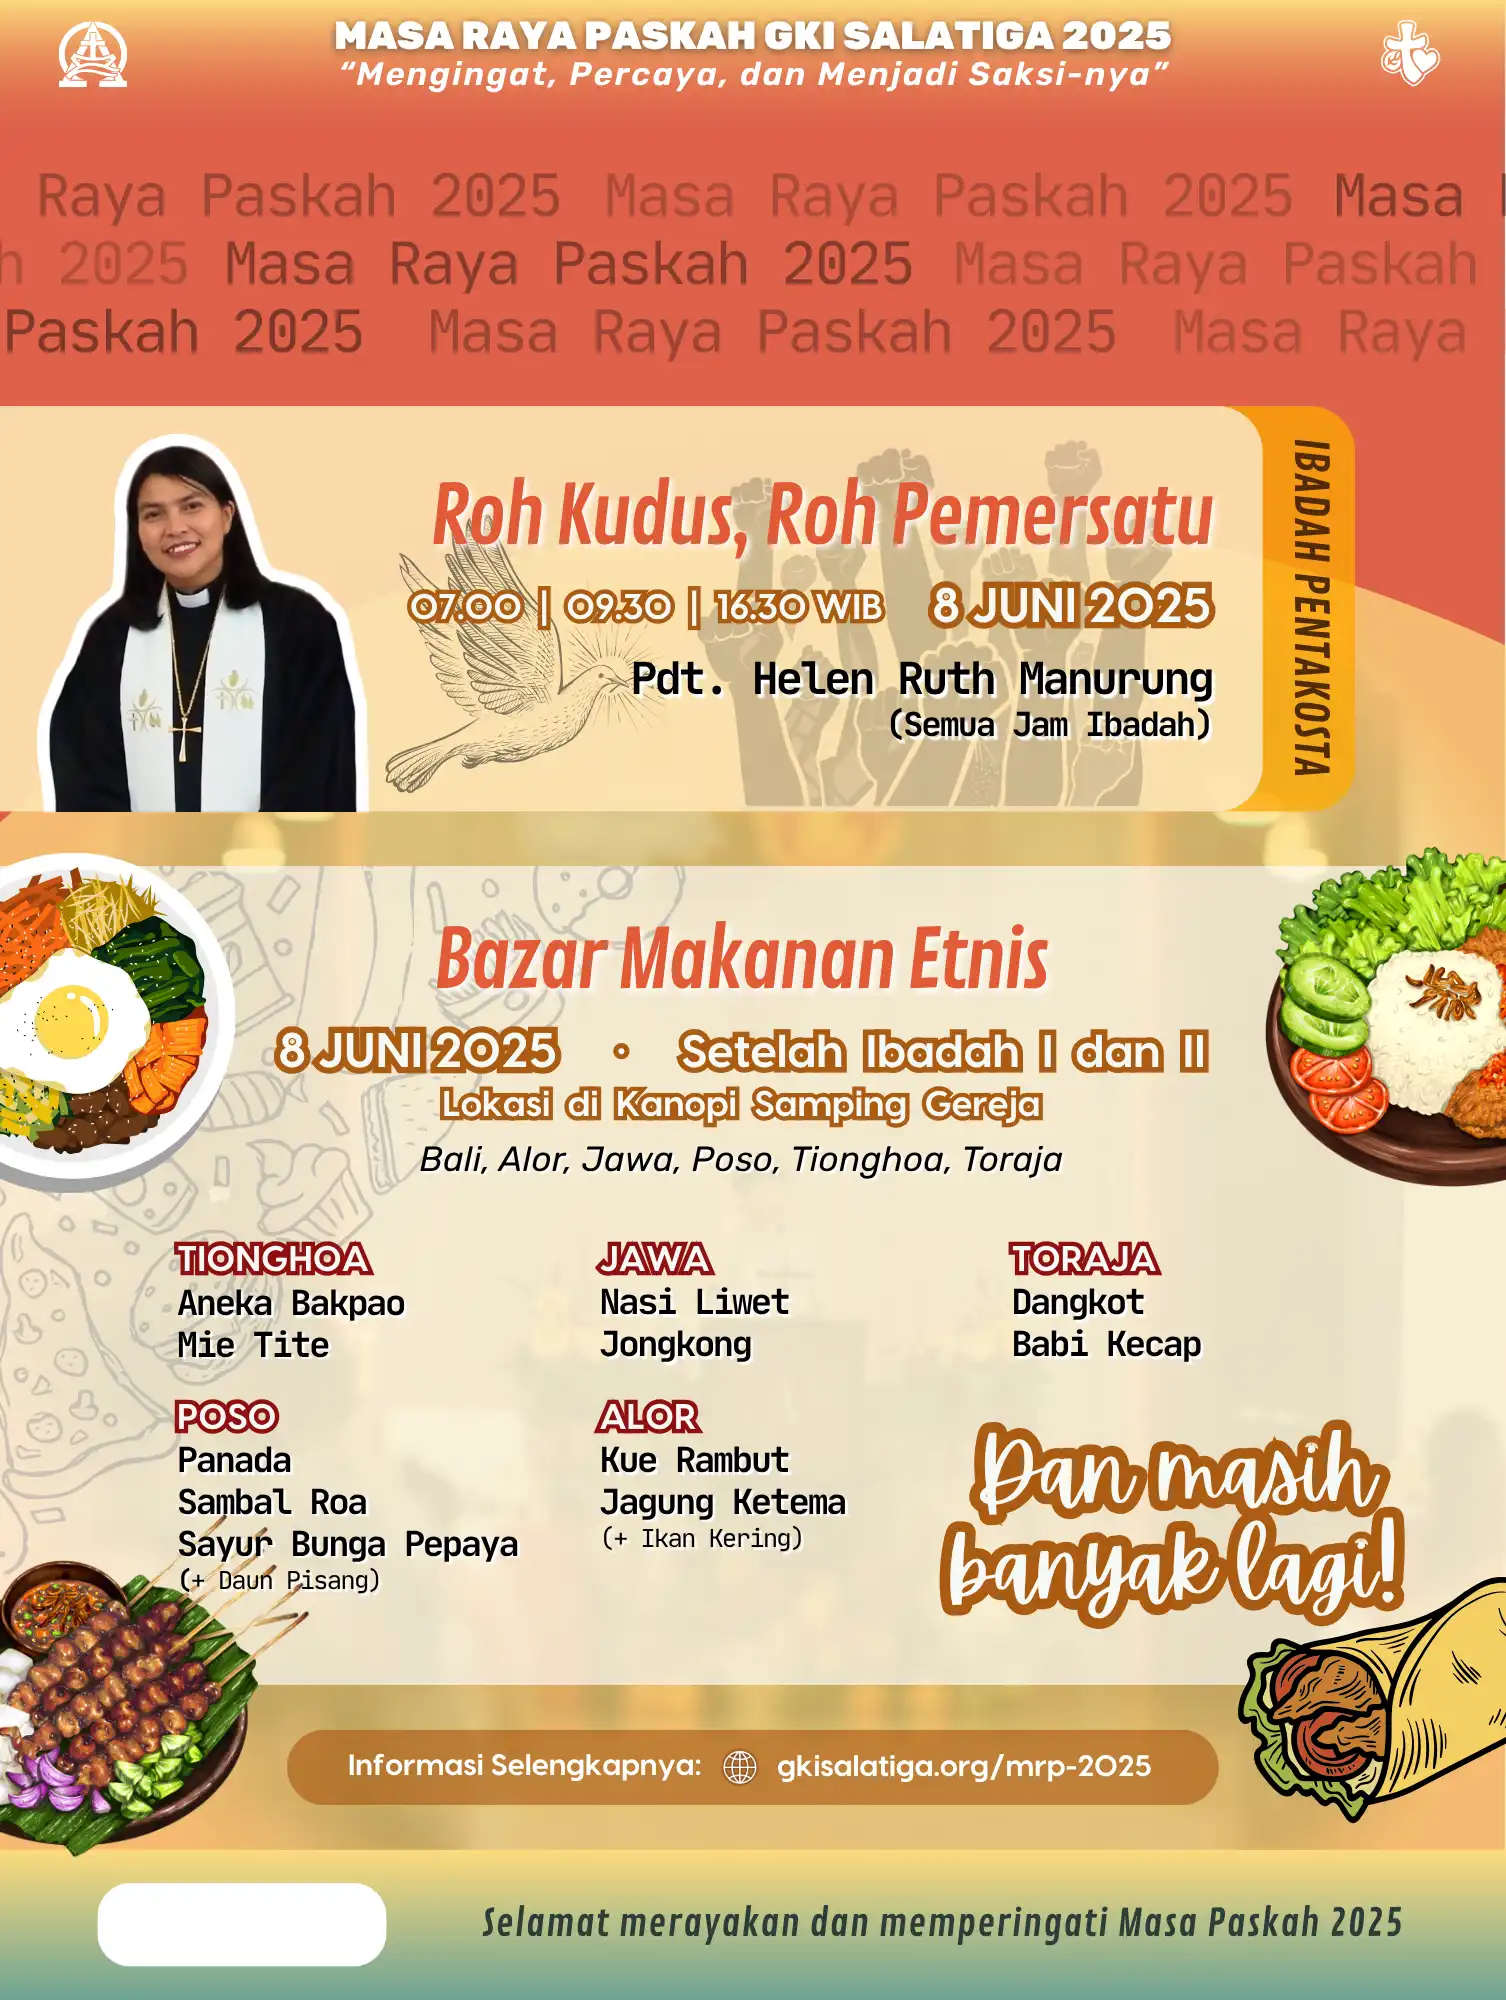 MASA RAYA PASKAH GKI SALATIGA 2025
“Mengingat, Percaya, dan Menjadi Saksi-nya”
Raya Paskah 2025 Masa Raya Paskah 2025 Masa
h 2025 Masa Raya Paskah 2025 Masa Raya Paskah
Paskah 2025 Masa Raya Paskah 2025 Masa Raya
Roh Kudus, Roh Pemersatu
07.00 | 09.30 | 16.30 WIB 8 JUNI 2025
Pdt. Helen Ruth Manurung
(Semua Jam Ibadah)
IBADAH PENTAKOSTA
Bazar Makanan Etnis
8 JUNI 2025 • Setelah Ibadah I dan II
Lokasi di Kanopi Samping Gereja
Bali, Alor, Jawa, Poso, Tionghoa, Toraja
TIONGHOA
Aneka Bakpao
Mie Tite
JAWA
Nasi Liwet
Jongkong
TORAJA
Dangkot
Babi Kecap
POSO
Panada
Sambal Roa
Sayur Bunga Pepaya
(+ Daun Pisang)
ALOR
Kue Rambut
Jagung Ketema
(+ Ikan Kering)
Dan masih
banyak lagi!
Informasi Selengkapnya: gkisalatiga.org/mrp-2025
Selamat merayakan dan memperingati Masa Paskah 2025